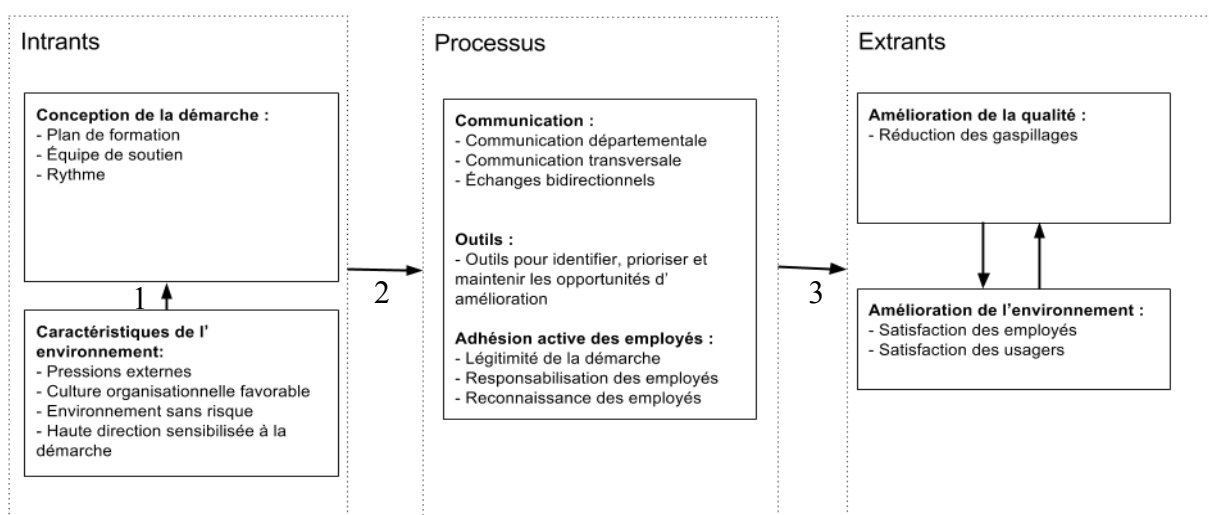 Intrants
Conception de la démarche :
- Plan de formation
- Équipe de soutien
- Rythme
1
Caractéristiques de l'
environnement:
- Pressions externes
- Culture organisationnelle favorable
- Environnement sans risque
- Haute direction sensibilisée à la
démarche
2
Processus
Communication :
- Communication départementale
- Communication transversale
- Échanges bidirectionnels
Outils :
- Outils pour identifier, prioriser et
maintenir les opportunités d'
amélioration
Adhésion active des employés :
- Légitimité de la démarche
- Responsabilisation des employés
- Reconnaissance des employés
3
Extrants
Amélioration de la qualité :
- Réduction des gaspillages
Amélioration de l'environnement :
- Satisfaction des employés
- Satisfaction des usagers